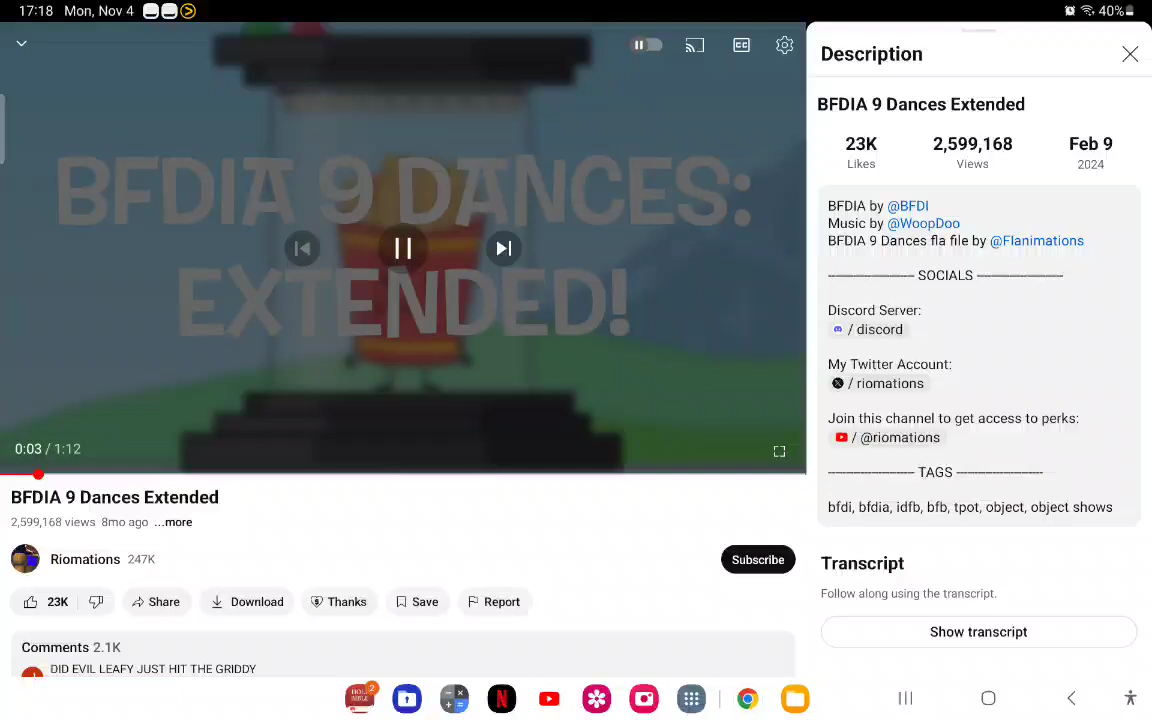 17:18 Mon, Nov 4
40%
BFDIA 9 DANCES:
EXTENDED!
0:03 / 1:12
BFDIA 9 Dances Extended
2,599,168 views 8mo ago ...more
Riomations 247K
Subscribe
23K
Share
Download
Thanks
Save
Report
Comments 2.1K
DID EVIL LEAFY JUST HIT THE GRIDDY
Description
BFDIA 9 Dances Extended
23K 2,599,168 Feb 9
Likes Views 2024
BFDIA by @BFDI
Music by @WoopDoo
BFDIA 9 Dances fla file by @Flanimations
---------------------- SOCIALS ----------------------
Discord Server:
/ discord
My Twitter Account:
/ riomations
Join this channel to get access to perks:
/ @riomations
---------------------- TAGS ----------------------
bfdi, bfdia, idfb, bfb, tpot, object, object shows
Transcript
Follow along using the transcript.
Show transcript
HOLY
BIBLE
2